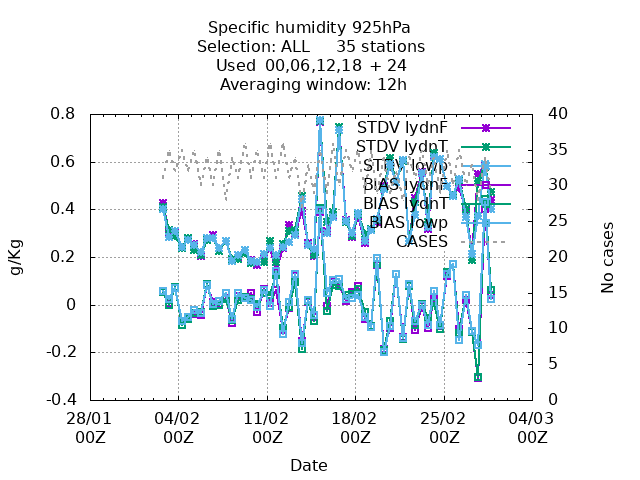 Specific humidity 925hPa
Selection: ALL 35 stations
Used 00,06,12,18 + 24
Averaging window: 12h
0.8
0.6
0.4
0.2
0
-0.2
-0.4
40
35
30
25
20
15
10
5
0
g/Kg
No cases
STDV lydnF
STDV lydnT
STDV lowp
BIAS lydnF
BIAS lydnT
BIAS lowp
CASES
28/01 04/02 11/02 18/02 25/02 04/03
00Z 00Z 00Z 00Z 00Z 00Z
Date